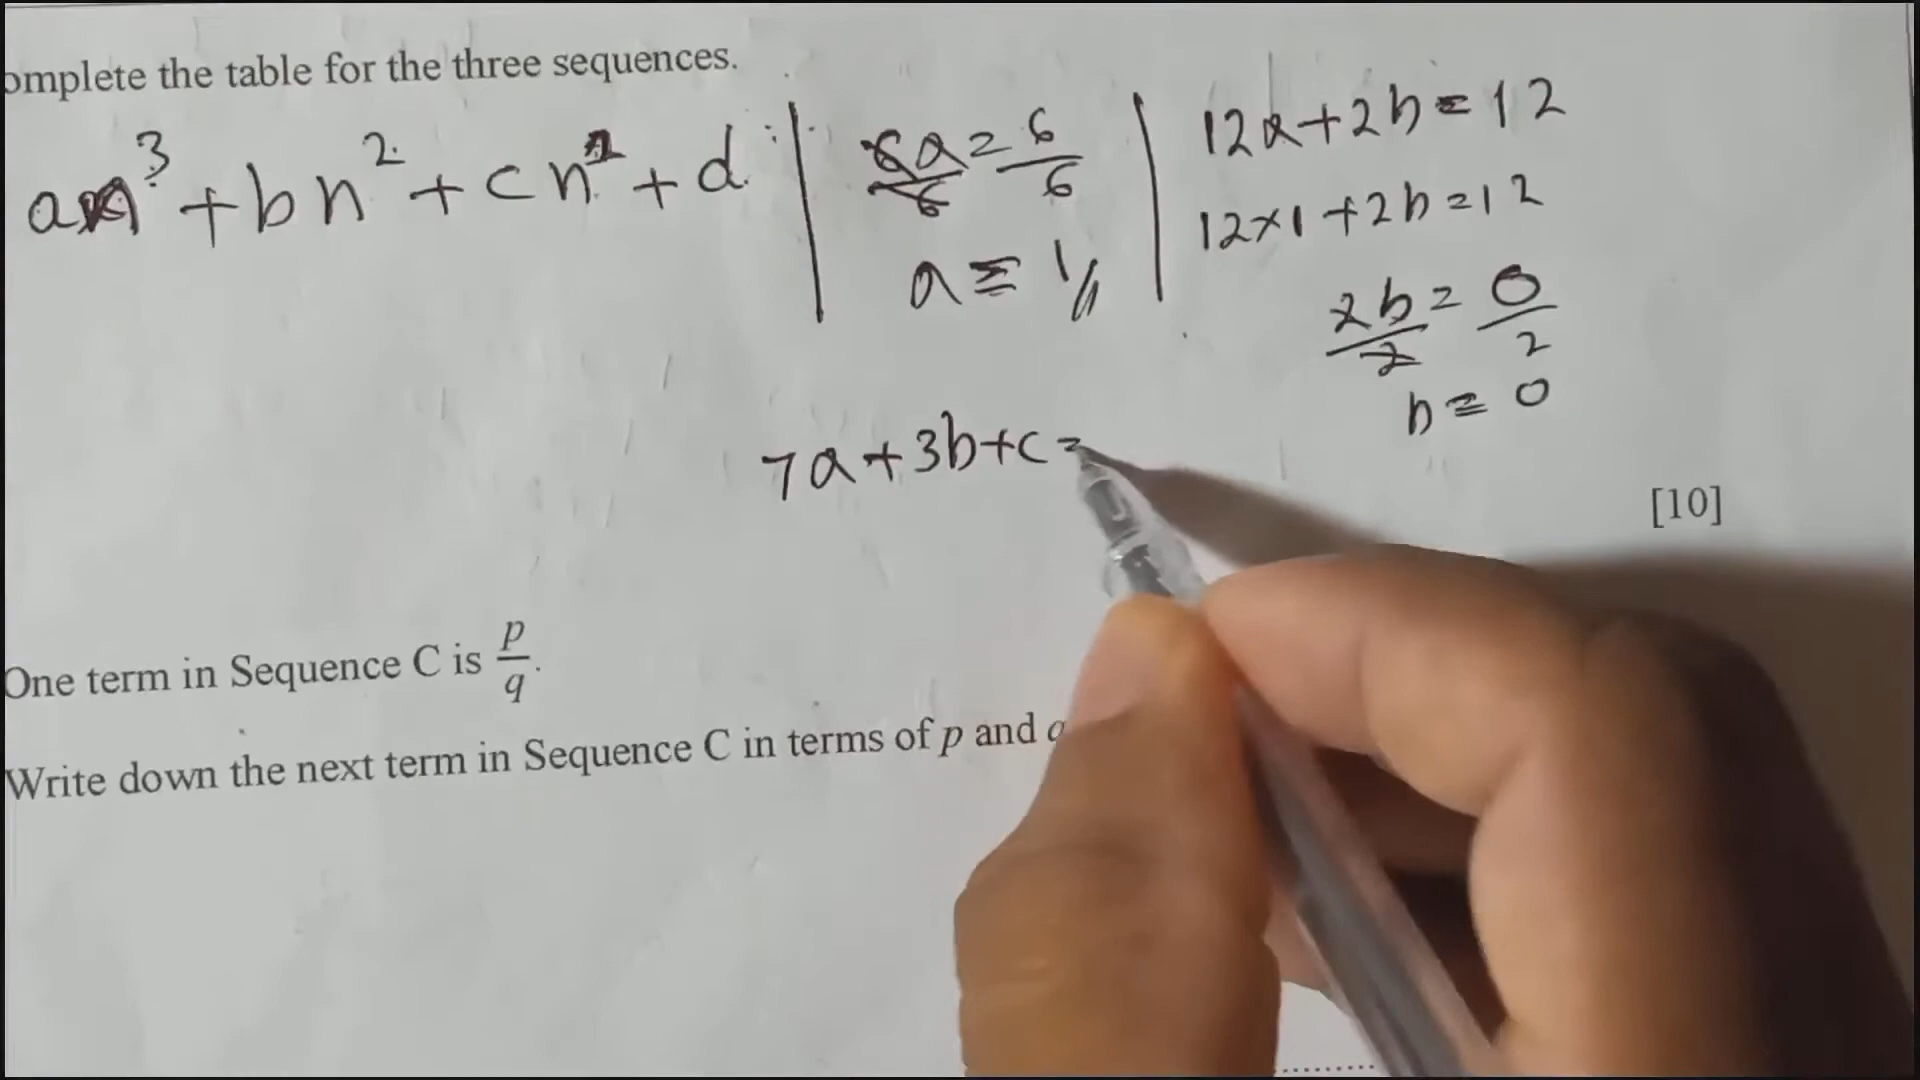 omplete the table for the three sequences.
an³ + bn² + cn¹ + d
6a = 6
6 6
a = 1
12a + 2b = 12
12×1 + 2b = 12
2b = 0
2 2
b = 0
7a + 3b + c =
[10]
One term in Sequence C is p/q.
Write down the next term in Sequence C in terms of p and q